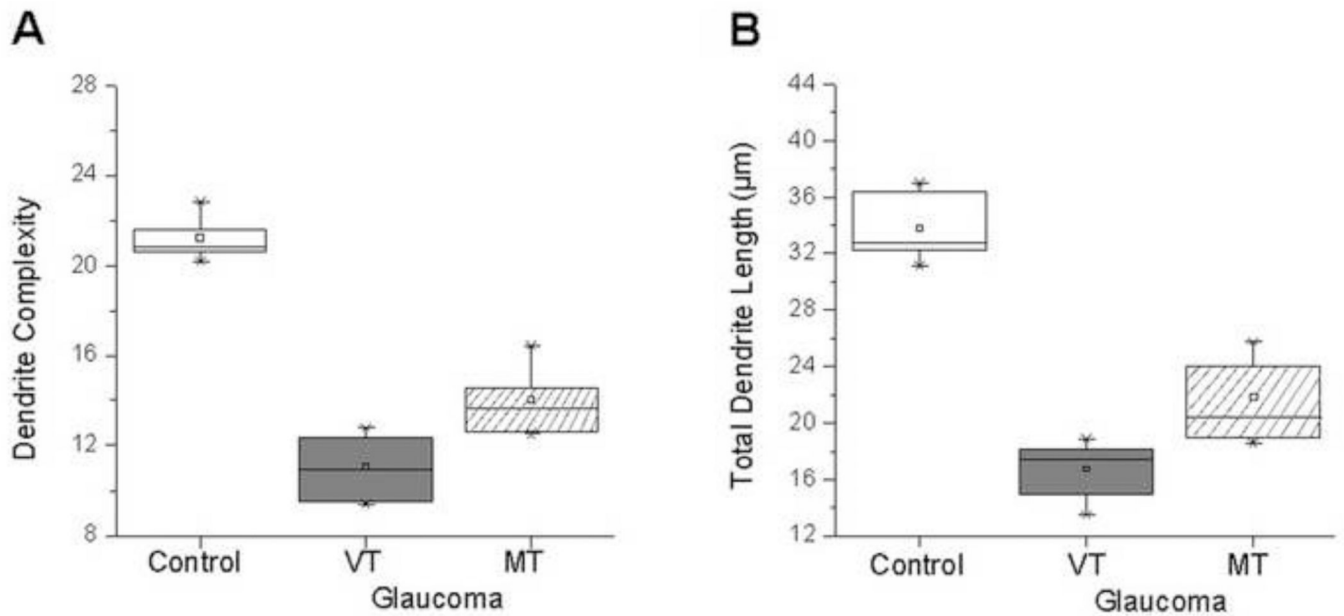 A
Dendrite Complexity
28
24
20
16
12
8
Control VT MT
Glaucoma
B
Total Dendrite Length (µm)
44
40
36
32
28
24
20
16
12
Control VT MT
Glaucoma